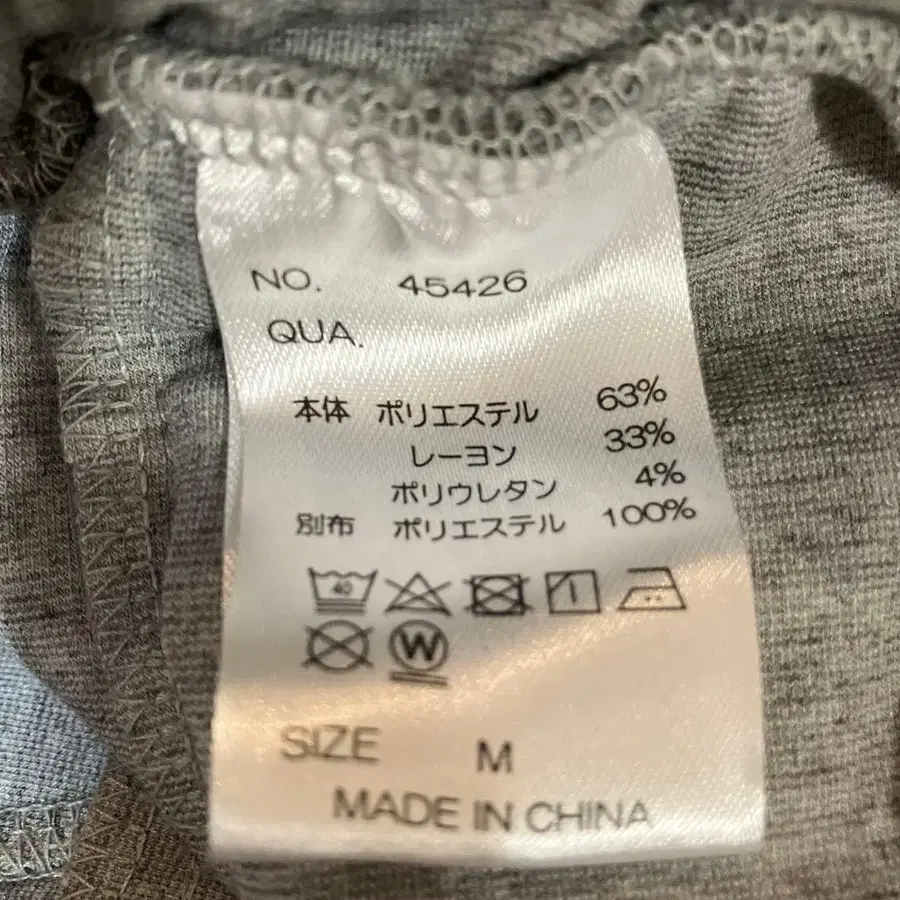 NO. 45426
QUA.
本体 ポリエステル 63%
レーヨン 33%
ポリウレタン 4%
別布 ポリエステル 100%
40
W
SIZE M
MADE IN CHINA